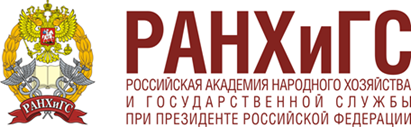 РАНХиГС
РАНХиГС
РОССИЙСКАЯ АКАДЕМИЯ НАРОДНОГО ХОЗЯЙСТВА
И ГОСУДАРСТВЕННОЙ СЛУЖБЫ
ПРИ ПРЕЗИДЕНТЕ РОССИЙСКОЙ ФЕДЕРАЦИИ